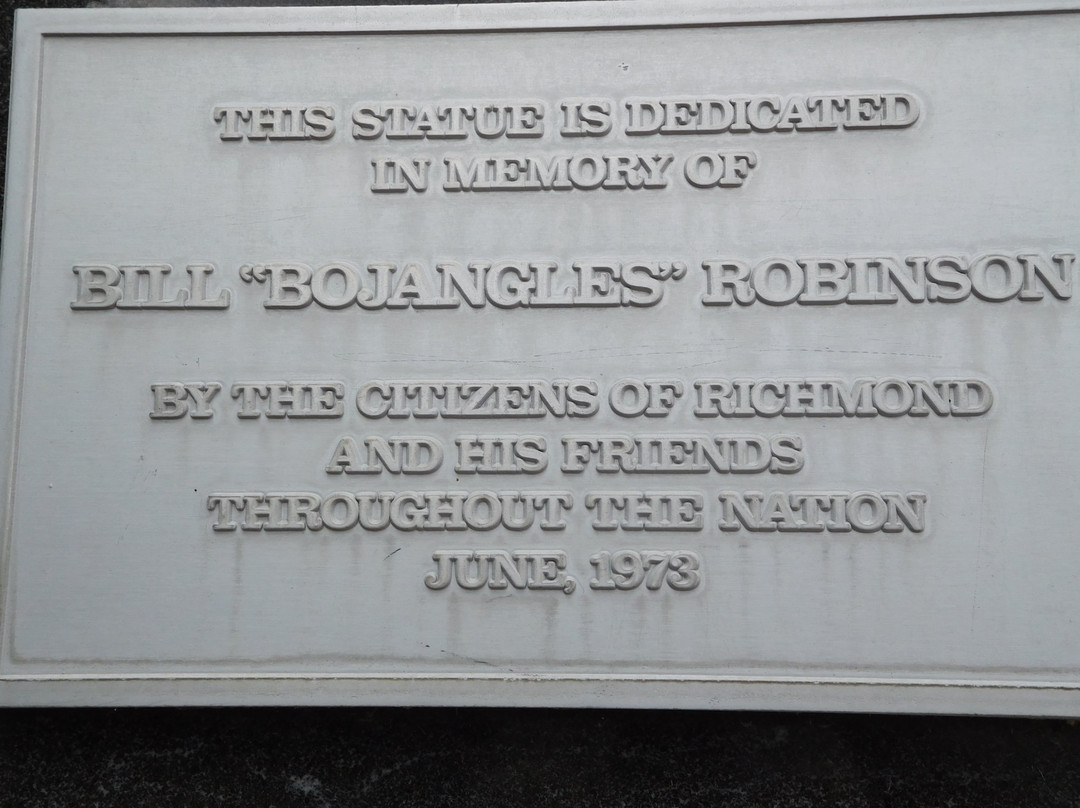 THIS STATUE IS DEDICATED
IN MEMORY OF
BILL “BOJANGLES” ROBINSON
BY THE CITIZENS OF RICHMOND
AND HIS FRIENDS
THROUGHOUT THE NATION
JUNE, 1973